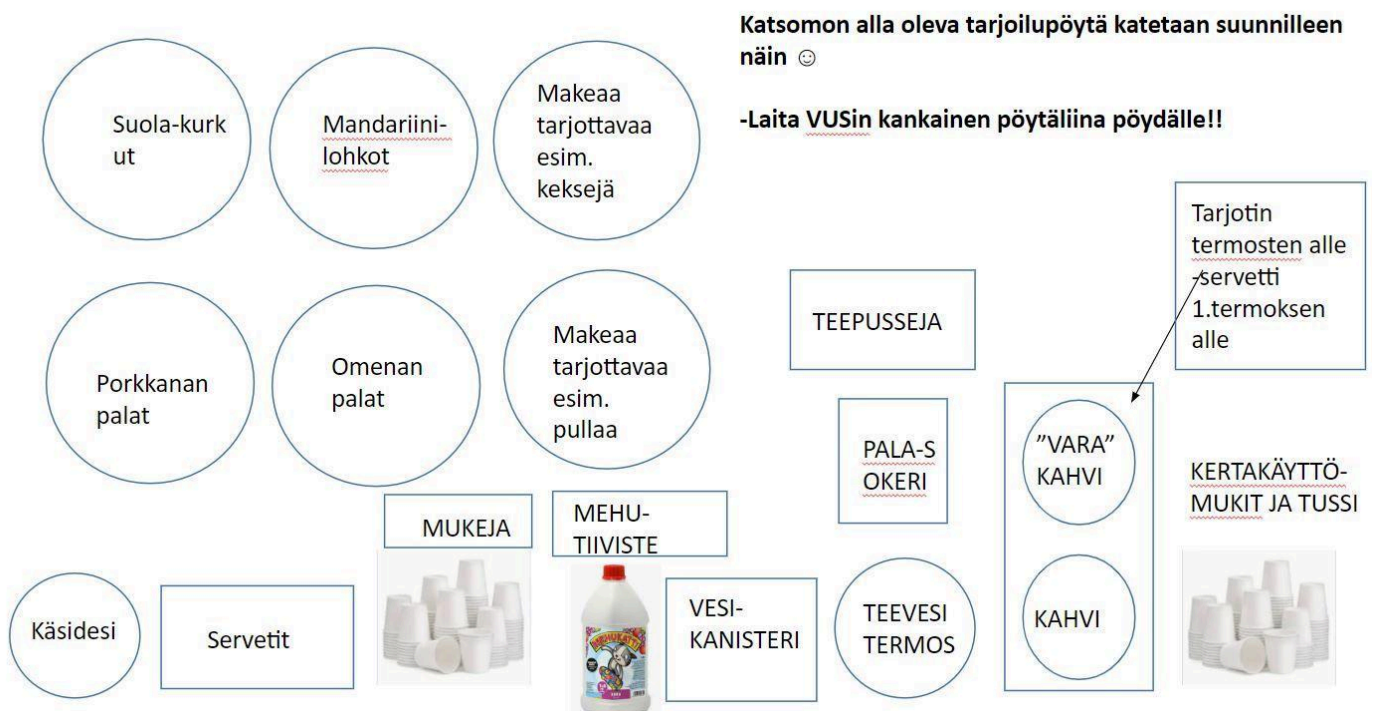 Katsomon alla oleva tarjoilupöytä katetaan suunnilleen
näin ☺
-Laita VUSin kankainen pöytäliina pöydälle!!
Suola-kurk
ut
Mandariini-
lohkot
Makeaa
tarjottavaa
esim.
keksejä
Tarjotin
termosten alle
-servetti
1.termoksen
alle
Porkkanan
palat
Omenan
palat
Makeaa
tarjottavaa
esim.
pullaa
TEEPUSSEJA
PALA-S
OKERI
"VARA"
KAHVI
KERTAKÄYTTÖ-
MUKIT JA TUSSI
MUKEJA
MEHU-
TIIVISTE
Käsidesi
Servetit
MEHUKATTI
VESI-
KANISTERI
TEEVESI
TERMOS
KAHVI